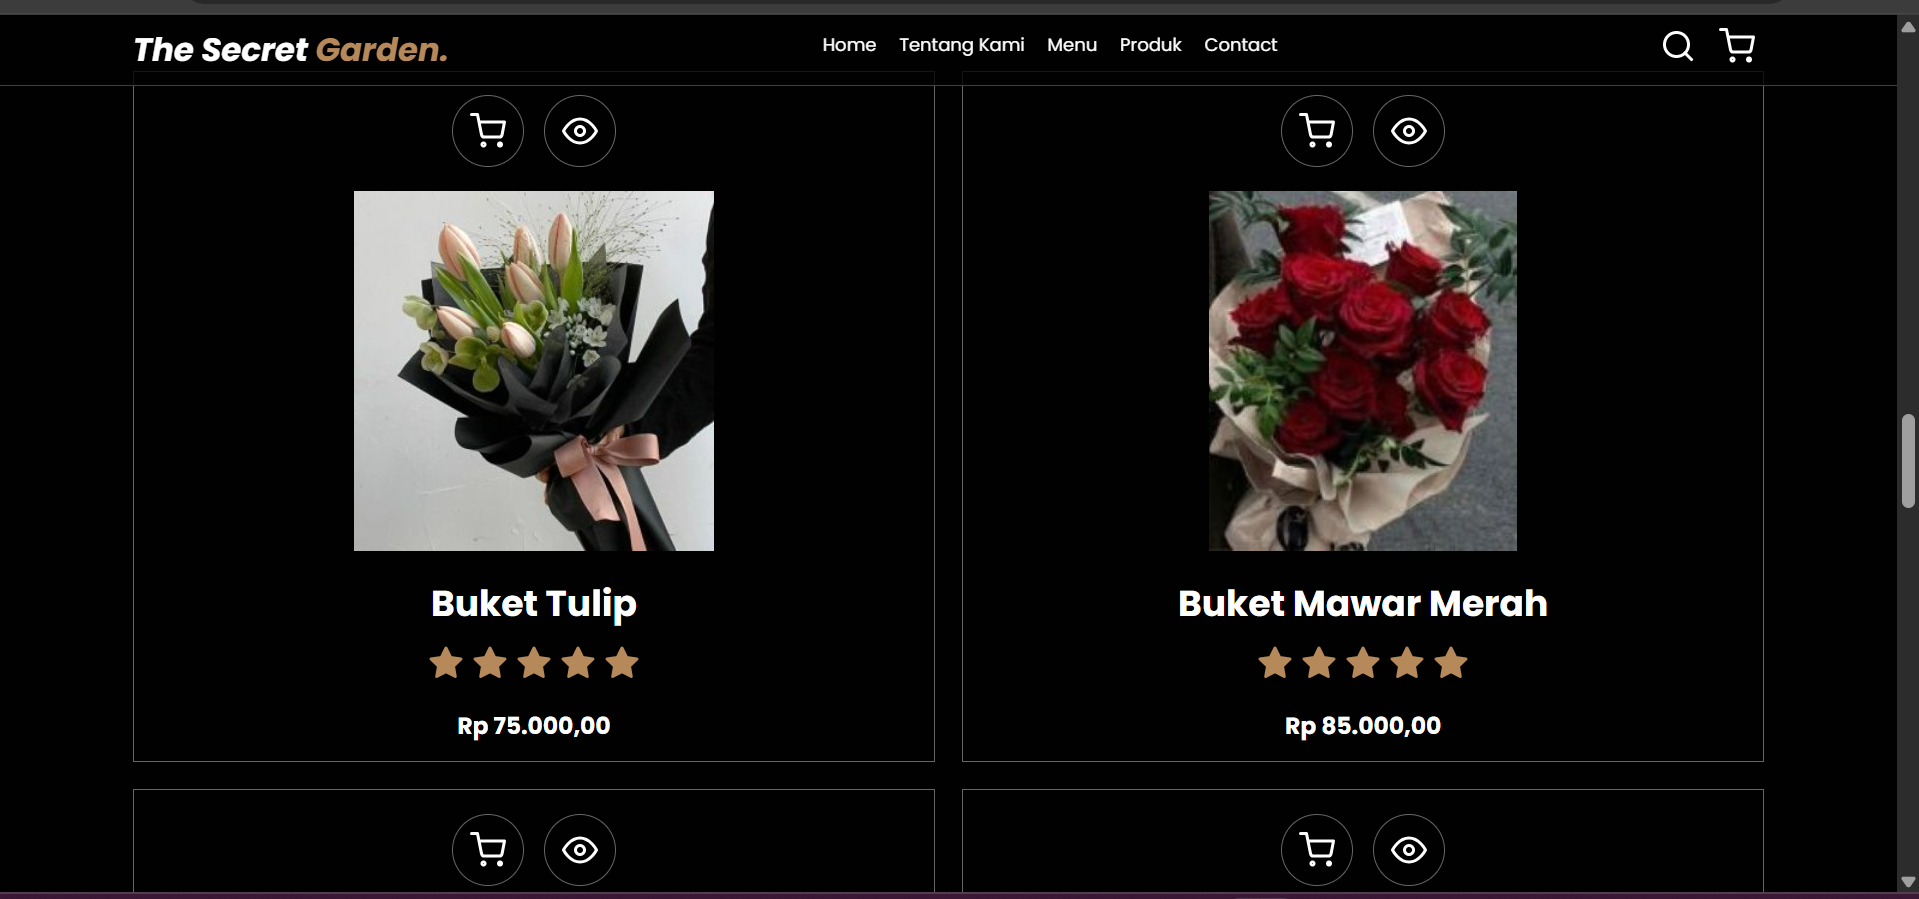 The Secret Garden.
Home Tentang Kami Menu Produk Contact
Buket Tulip
Rp 75.000,00
Buket Mawar Merah
Rp 85.000,00